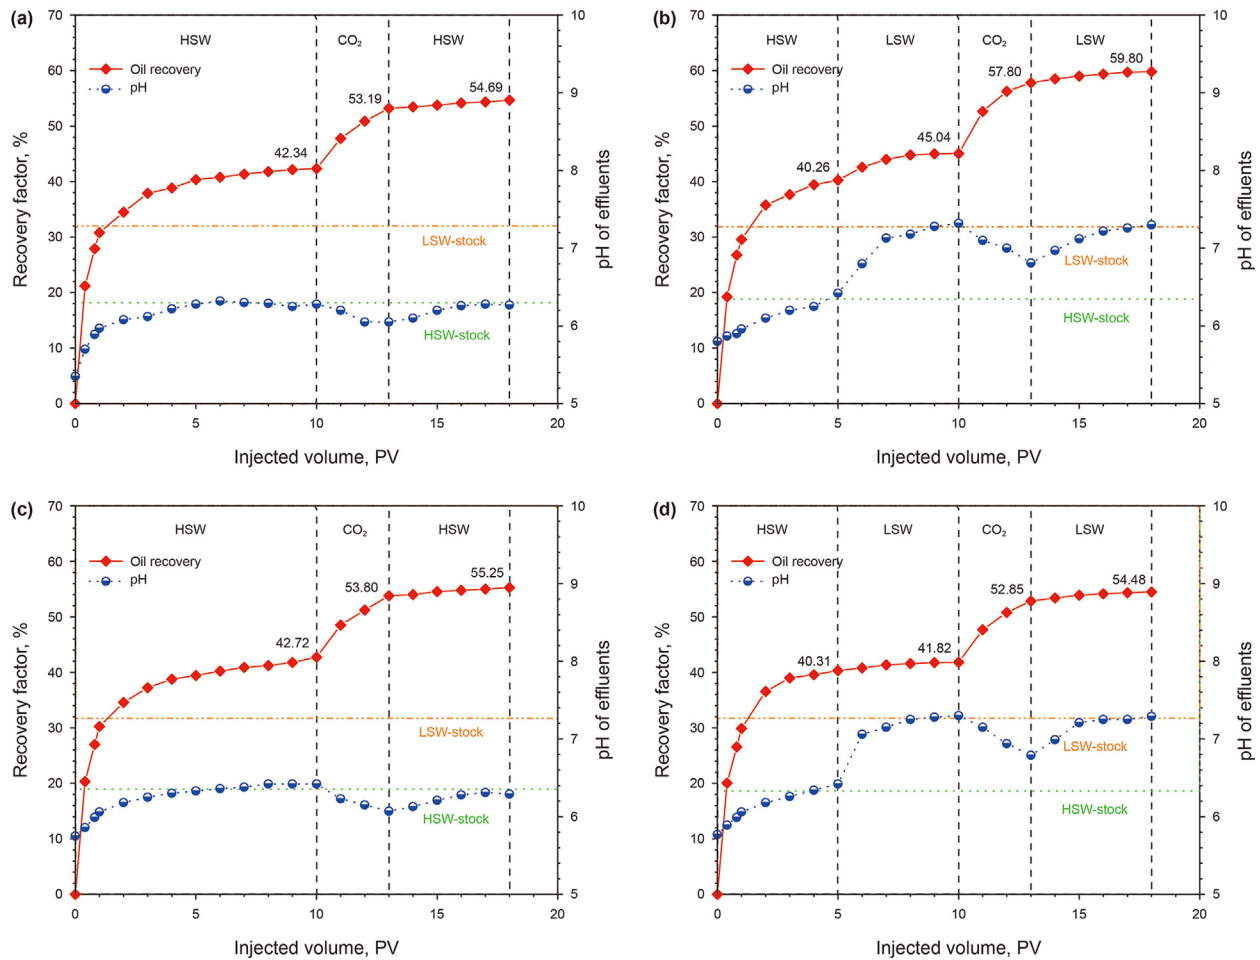 (a)
HSW
CO₂
HSW
Oil recovery
pH
42.34
53.19
54.69
LSW-stock
HSW-stock
70
60
50
40
30
20
10
0
10
9
8
7
6
5
0
5
10
15
20
Recovery factor, %
pH of effluents
Injected volume, PV
(b)
HSW
LSW
CO₂
LSW
Oil recovery
pH
40.26
45.04
57.80
59.80
LSW-stock
HSW-stock
70
60
50
40
30
20
10
0
10
9
8
7
6
5
0
5
10
15
20
Recovery factor, %
pH of effluents
Injected volume, PV
(c)
HSW
CO₂
HSW
Oil recovery
pH
42.72
53.80
55.25
LSW-stock
HSW-stock
70
60
50
40
30
20
10
0
10
9
8
7
6
5
0
5
10
15
20
Recovery factor, %
pH of effluents
Injected volume, PV
(d)
HSW
LSW
CO₂
LSW
Oil recovery
pH
40.31
41.82
52.85
54.48
LSW-stock
HSW-stock
70
60
50
40
30
20
10
0
10
9
8
7
6
5
0
5
10
15
20
Recovery factor, %
pH of effluents
Injected volume, PV